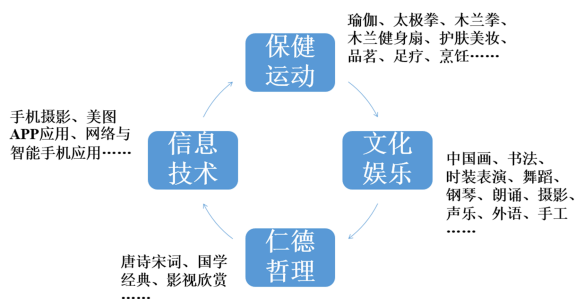 保健
运动
瑜伽、太极拳、木兰拳、
木兰健身扇、护肤美妆、
品茗、足疗、烹饪……
文化
娱乐
中国画、书法、
时装表演、舞蹈、
钢琴、朗诵、摄影、
声乐、外语、手工
……
仁德
哲理
唐诗宋词、国学
经典、影视欣赏
……
信息
技术
手机摄影、美图
APP应用、网络与
智能手机应用……